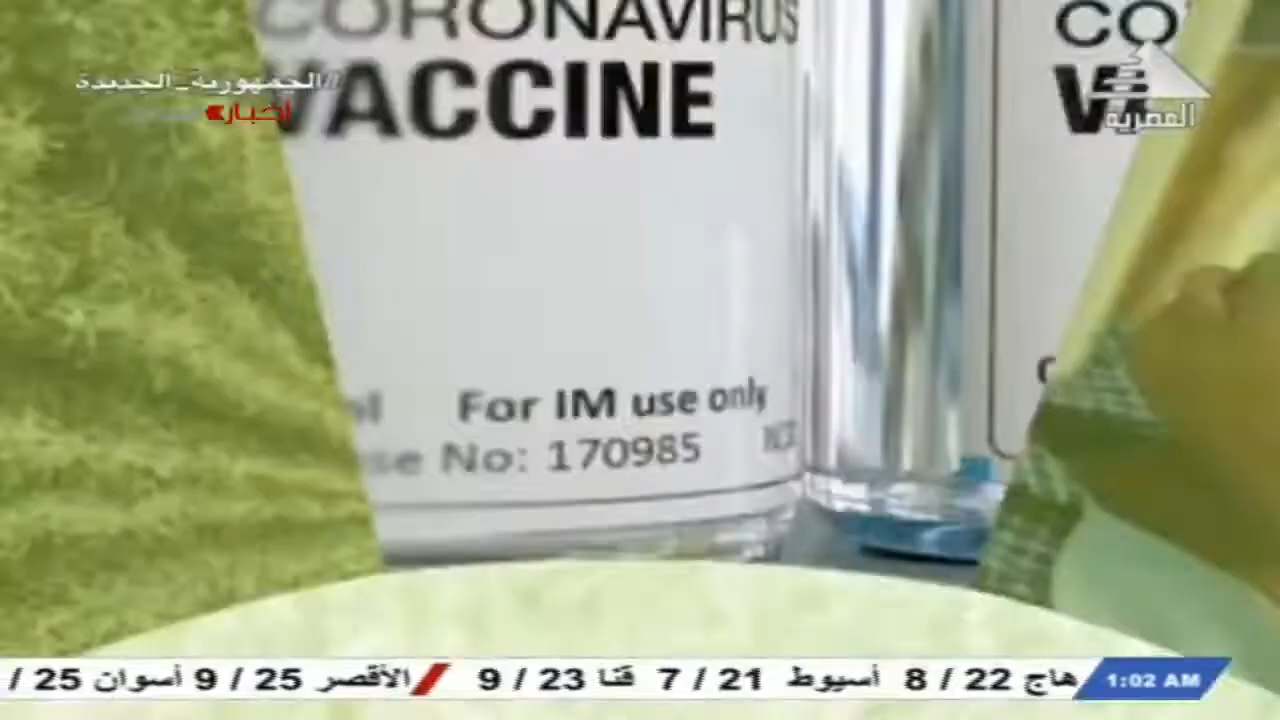 CORONAVIRUS
VACCINE
CO
#الجمهورية_الجديدة
أخبار
المصرية
For IM use only
se No: 170985
هاج 22 / 8 أسيوط 21 / 7 قنا 23 / 9 الأقصر 25 / 9 أسوان 25 /
1:02 AM